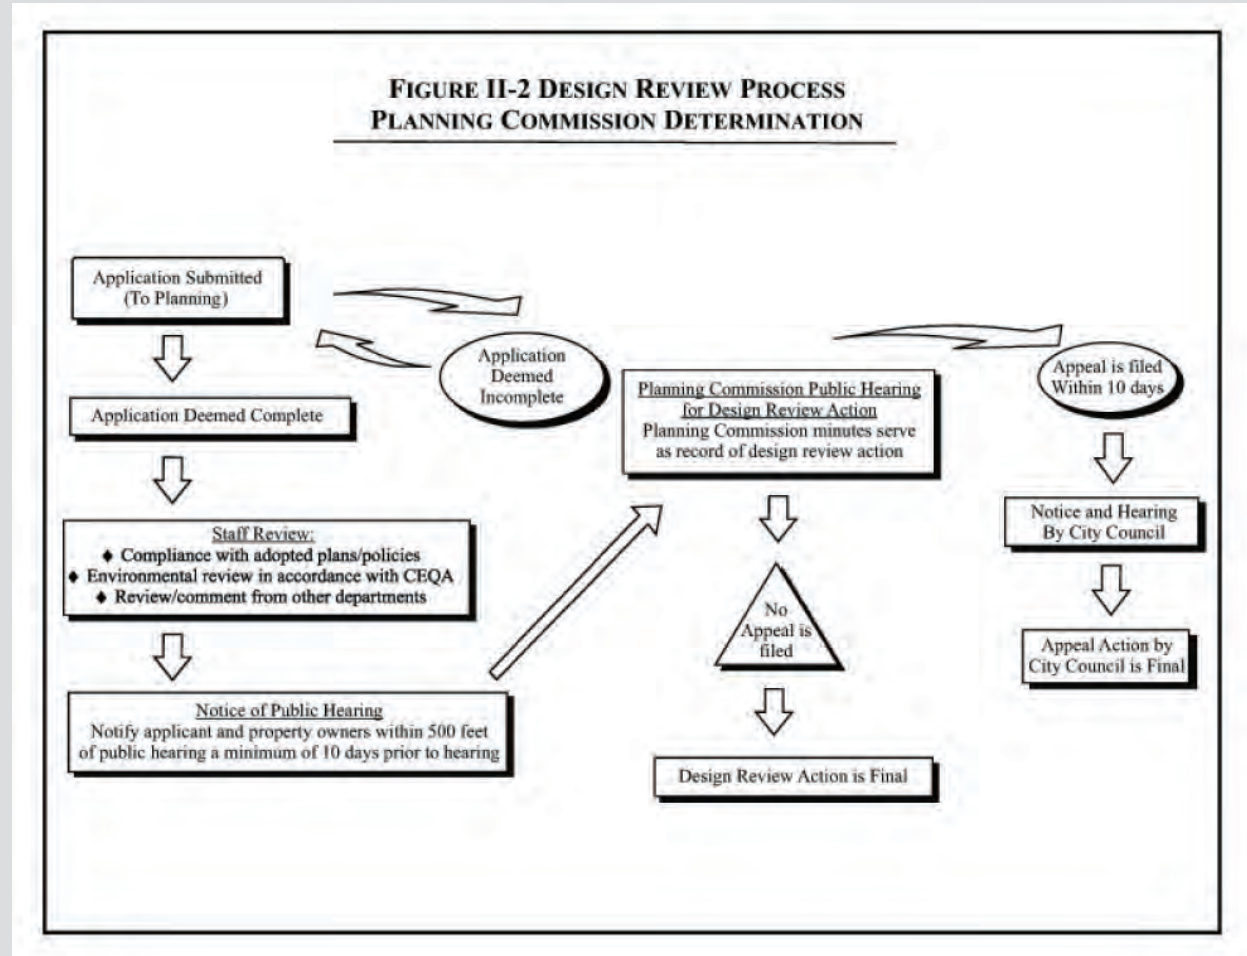 FIGURE II-2 DESIGN REVIEW PROCESS
PLANNING COMMISSION DETERMINATION
Application Submitted
(To Planning)
Application Deemed Complete
Staff Review:
♦ Compliance with adopted plans/policies
♦ Environmental review in accordance with CEQA
♦ Review/comment from other departments
Notice of Public Hearing
Notify applicant and property owners within 500 feet
of public hearing a minimum of 10 days prior to hearing
Application
Deemed
Incomplete
Planning Commission Public Hearing
for Design Review Action
Planning Commission minutes serve
as record of design review action
No
Appeal is
filed
Design Review Action is Final
Appeal is filed
Within 10 days
Notice and Hearing
By City Council
Appeal Action by
City Council is Final